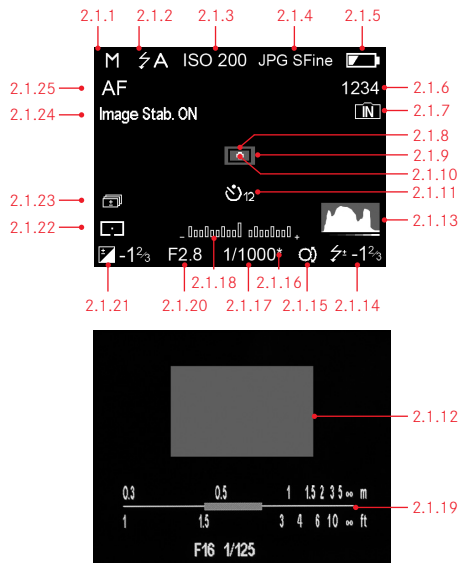 2.1.1 2.1.2 2.1.3 2.1.4 2.1.5
M ⚡A ISO 200 JPG SFine
2.1.25 AF 1234 2.1.6
2.1.24 Image Stab. ON IN 2.1.7
2.1.8
2.1.9
2.1.10
12 2.1.11
2.1.23
2.1.22 2.1.13
- +
± -1⅔ F2.8 1/1000* ⚡± -1⅔
2.1.18 2.1.16
2.1.21 2.1.20 2.1.17 2.1.15 2.1.14
2.1.12
0.3 0.5 1 1.5 2 3 5 ∞ m
2.1.19
1 1.5 3 4 6 10 ∞ ft
F16 1/125